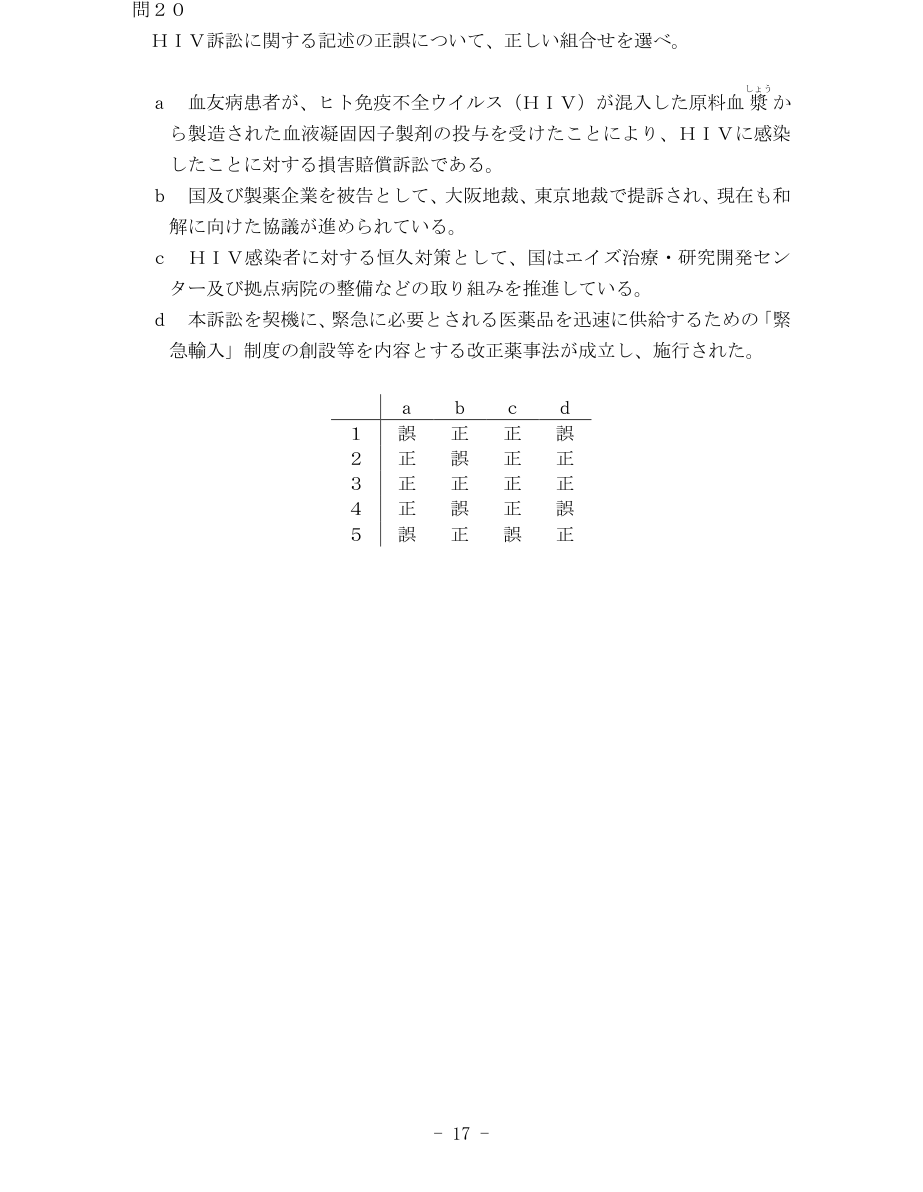 問２０
ＨＩＶ訴訟に関する記述の正誤について、正しい組合せを選べ。
しょう
ａ　血友病患者が、ヒト免疫不全ウイルス（ＨＩＶ）が混入した原料血漿か
ら製造された血液凝固因子製剤の投与を受けたことにより、ＨＩＶに感染
したことに対する損害賠償訴訟である。
ｂ　国及び製薬企業を被告として、大阪地裁、東京地裁で提訴され、現在も和
解に向けた協議が進められている。
ｃ　ＨＩＶ感染者に対する恒久対策として、国はエイズ治療・研究開発セン
ター及び拠点病院の整備などの取り組みを推進している。
ｄ　本訴訟を契機に、緊急に必要とされる医薬品を迅速に供給するための「緊
急輸入」制度の創設等を内容とする改正薬事法が成立し、施行された。
ａ　ｂ　ｃ　ｄ
１　誤　正　正　誤
２　正　誤　正　正
３　正　正　正　正
４　正　誤　正　誤
５　誤　正　誤　正
- 17 -